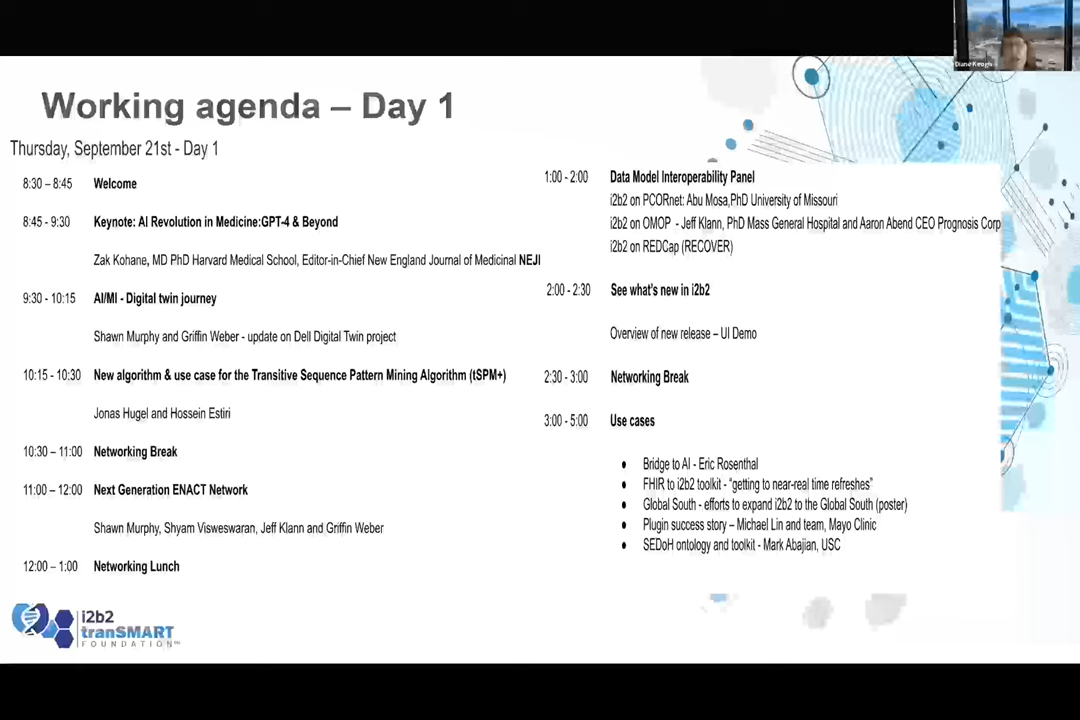 Diane Keogh
Working agenda – Day 1
Thursday, September 21st - Day 1
8:30 – 8:45 Welcome
8:45 - 9:30 Keynote: AI Revolution in Medicine:GPT-4 & Beyond
Zak Kohane, MD PhD Harvard Medical School, Editor-in-Chief New England Journal of Medicinal NEJI
9:30 - 10:15 AI/Ml - Digital twin journey
Shawn Murphy and Griffin Weber - update on Dell Digital Twin project
10:15 - 10:30 New algorithm & use case for the Transitive Sequence Pattern Mining Algorithm (tSPM+)
Jonas Hugel and Hossein Estiri
10:30 – 11:00 Networking Break
11:00 – 12:00 Next Generation ENACT Network
Shawn Murphy, Shyam Visweswaran, Jeff Klann and Griffin Weber
12:00 – 1:00 Networking Lunch
1:00 - 2:00 Data Model Interoperability Panel
i2b2 on PCORnet: Abu Mosa,PhD University of Missouri
i2b2 on OMOP - Jeff Klann, PhD Mass General Hospital and Aaron Abend CEO Prognosis Corp
i2b2 on REDCap (RECOVER)
2:00 - 2:30 See what's new in i2b2
Overview of new release – UI Demo
2:30 - 3:00 Networking Break
3:00 - 5:00 Use cases
• Bridge to AI - Eric Rosenthal
• FHIR to i2b2 toolkit - “getting to near-real time refreshes”
• Global South - efforts to expand i2b2 to the Global South (poster)
• Plugin success story – Michael Lin and team, Mayo Clinic
• SEDoH ontology and toolkit - Mark Abajian, USC
i2b2
tranSMART
FOUNDATION